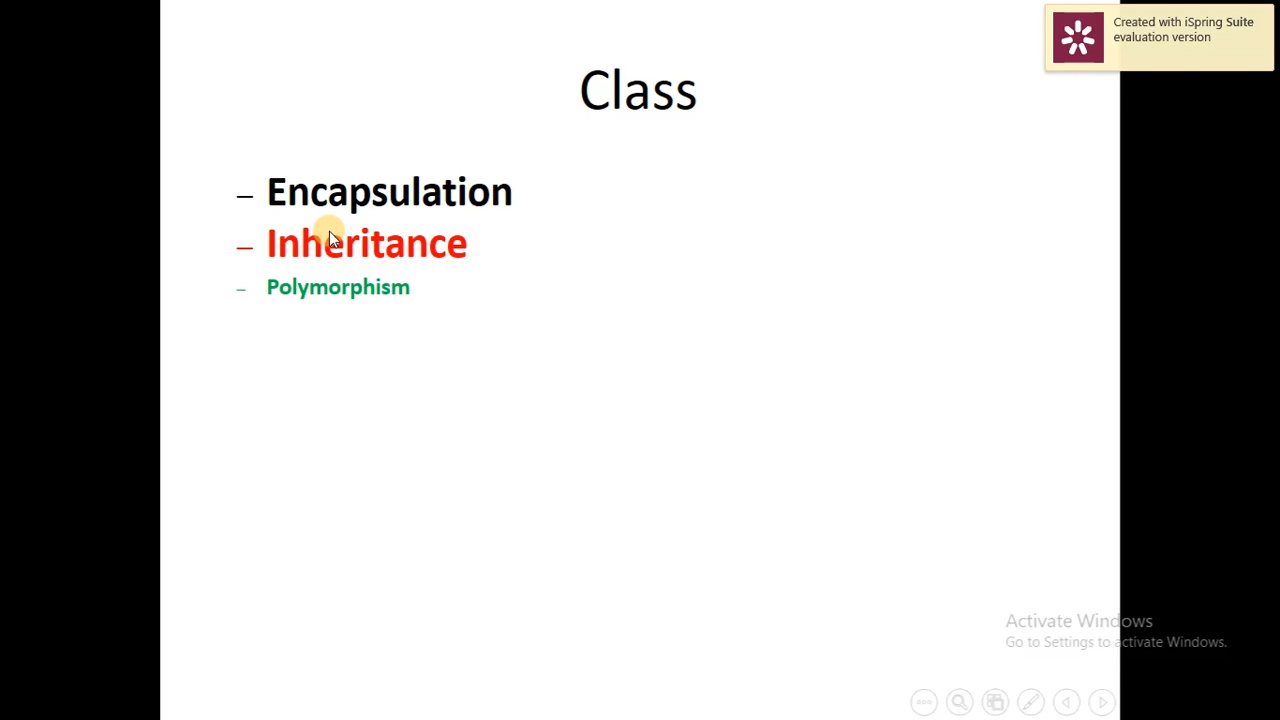 Created with iSpring Suite
evaluation version
Class
– Encapsulation
– Inheritance
– Polymorphism
Activate Windows
Go to Settings to activate Windows.